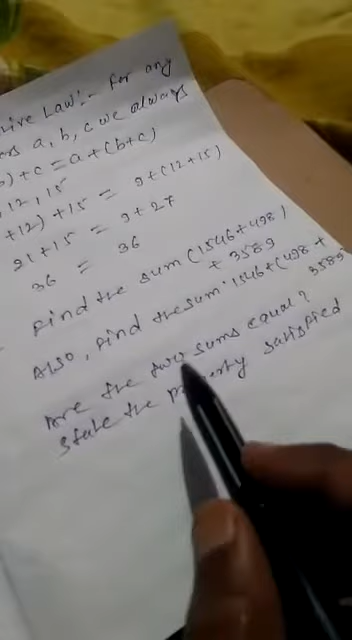 Law:- For any
a, b, c we always
) + c = a + (b+c)
12, 15
+12) + 15 = 9 + (12+15)
21 + 15 = 9 + 27
36 = 36
Find the sum (1546+498)
+ 3589
Also, Find the sum. 1546 + (498 +
3589
Are the two sums equal?
State the property satisfied